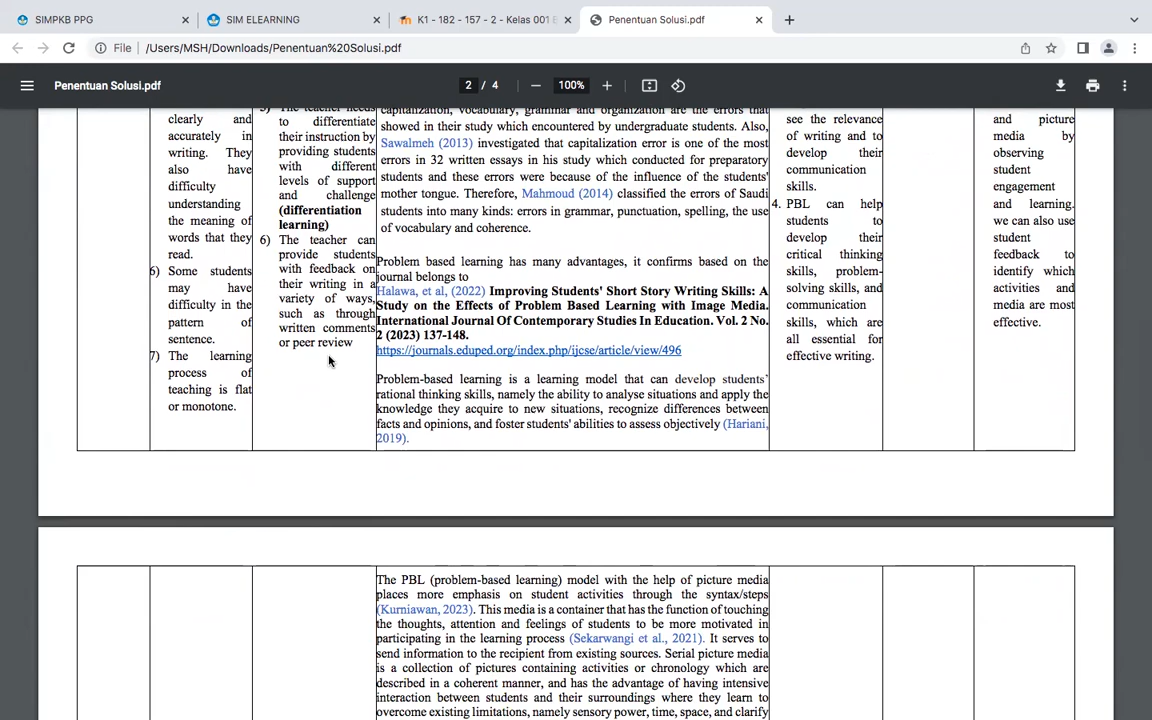 SIMPKB PPG
SIM ELEARNING
K1 - 182 - 157 - 2 - Kelas 001
Penentuan Solusi.pdf
File
/Users/MSH/Downloads/Penentuan%20Solusi.pdf
Penentuan Solusi.pdf
2 / 4
100%
clearly and
accurately in
writing. They
also have
difficulty
understanding
the meaning of
words that they
read.
6) Some students
may have
difficulty in the
pattern of
sentence.
7) The learning
process of
teaching is flat
or monotone.
5) The teacher needs
to differentiate
their instruction by
providing students
with different
levels of support
and challenge
(differentiation
learning)
6) The teacher can
provide students
with feedback on
their writing in a
variety of ways,
such as through
written comments
or peer review
capitalization, vocabulary, grammar and organization are the errors that
showed in their study which encountered by undergraduate students. Also,
Sawalmeh (2013) investigated that capitalization error is one of the most
errors in 32 written essays in his study which conducted for preparatory
students and these errors were because of the influence of the students'
mother tongue. Therefore, Mahmoud (2014) classified the errors of Saudi
students into many kinds: errors in grammar, punctuation, spelling, the use
of vocabulary and coherence.
Problem based learning has many advantages, it confirms based on the
journal belongs to
Halawa, et al, (2022) Improving Students' Short Story Writing Skills: A
Study on the Effects of Problem Based Learning with Image Media.
International Journal Of Contemporary Studies In Education. Vol. 2 No.
2 (2023) 137-148.
https://journals.eduped.org/index.php/ijcse/article/view/496
Problem-based learning is a learning model that can develop students'
rational thinking skills, namely the ability to analyse situations and apply the
knowledge they acquire to new situations, recognize differences between
facts and opinions, and foster students' abilities to assess objectively (Hariani,
2019).
see the relevance
of writing and to
develop their
communication
skills.
4. PBL can help
students to
develop their
critical thinking
skills, problem-
solving skills, and
communication
skills, which are
all essential for
effective writing.
and picture
media by
observing
student
engagement
and learning.
we can also use
student
feedback to
identify which
activities and
media are most
effective.
The PBL (problem-based learning) model with the help of picture media
places more emphasis on student activities through the syntax/steps
(Kurniawan, 2023). This media is a container that has the function of touching
the thoughts, attention and feelings of students to be more motivated in
participating in the learning process (Sekarwangi et al., 2021). It serves to
send information to the recipient from existing sources. Serial picture media
is a collection of pictures containing activities or chronology which are
described in a coherent manner, and has the advantage of having intensive
interaction between students and their surroundings where they learn to
overcome existing limitations, namely sensory power, time, space, and clarify